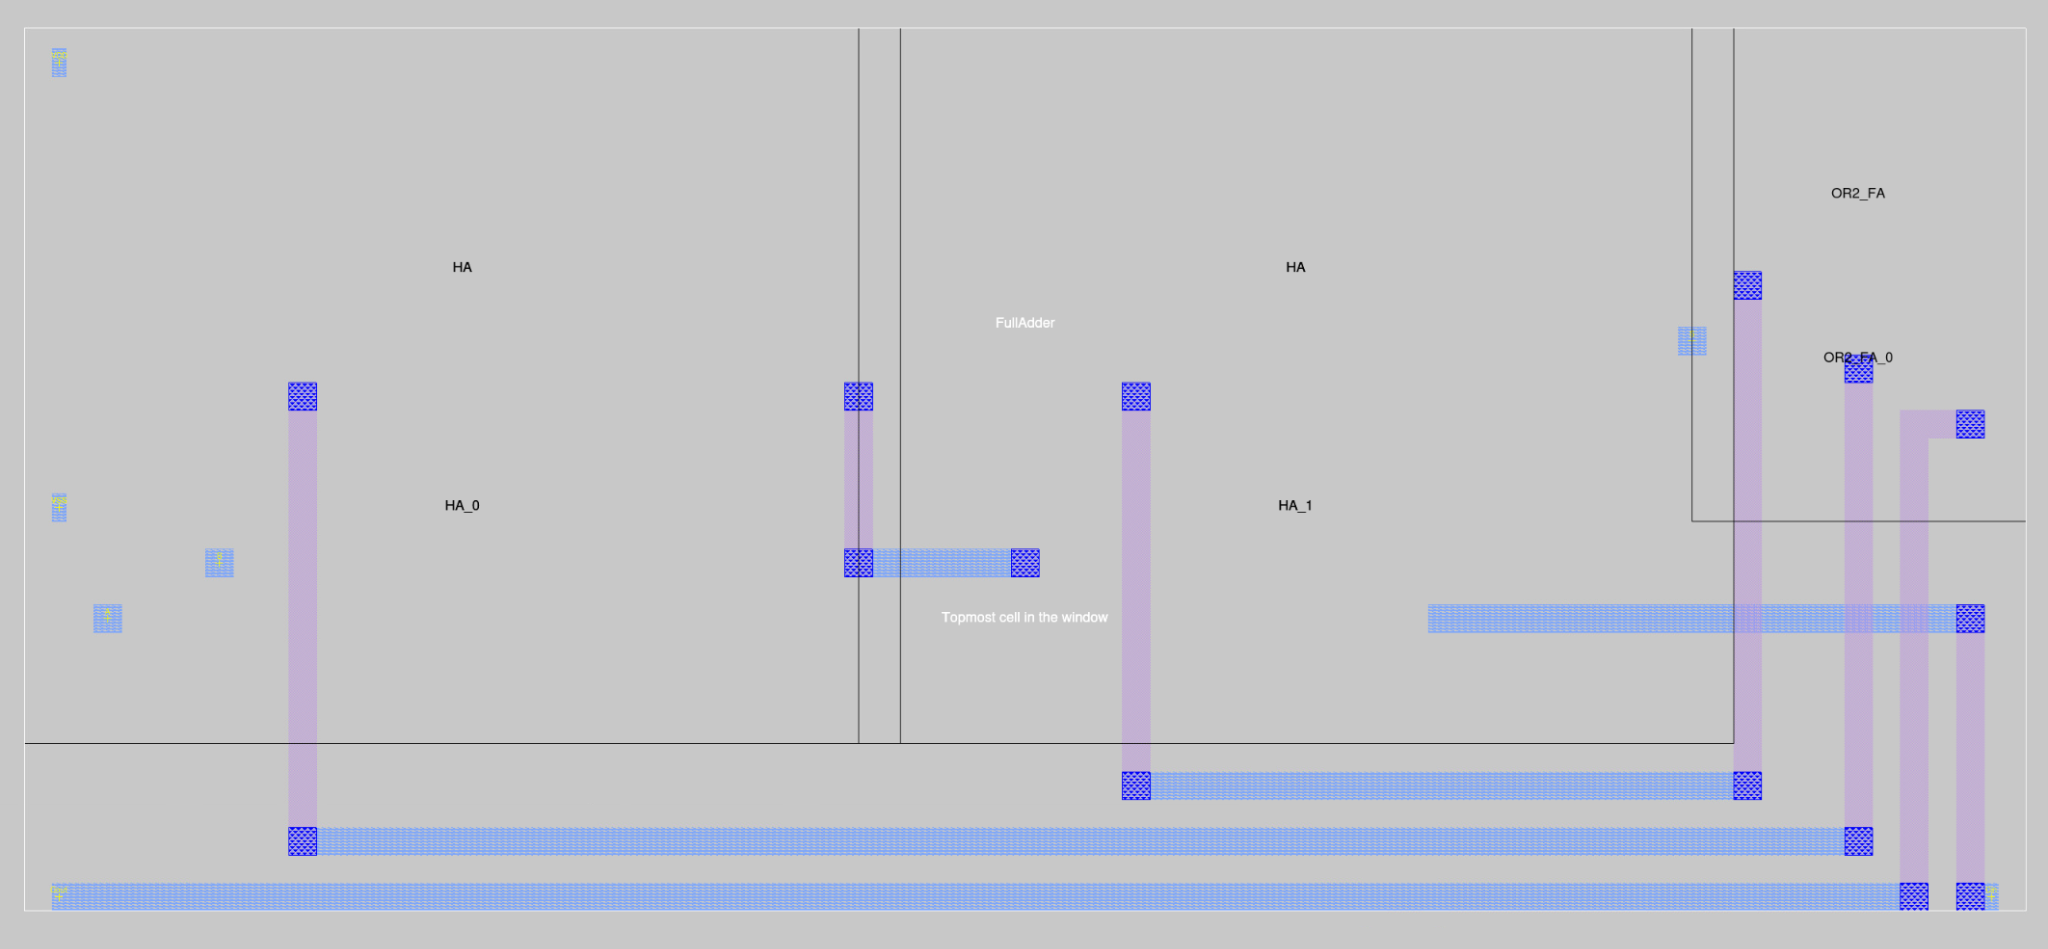 OR2_FA
HA
HA
FullAdder
OR2_FA_0
HA_0
HA_1
Topmost cell in the window